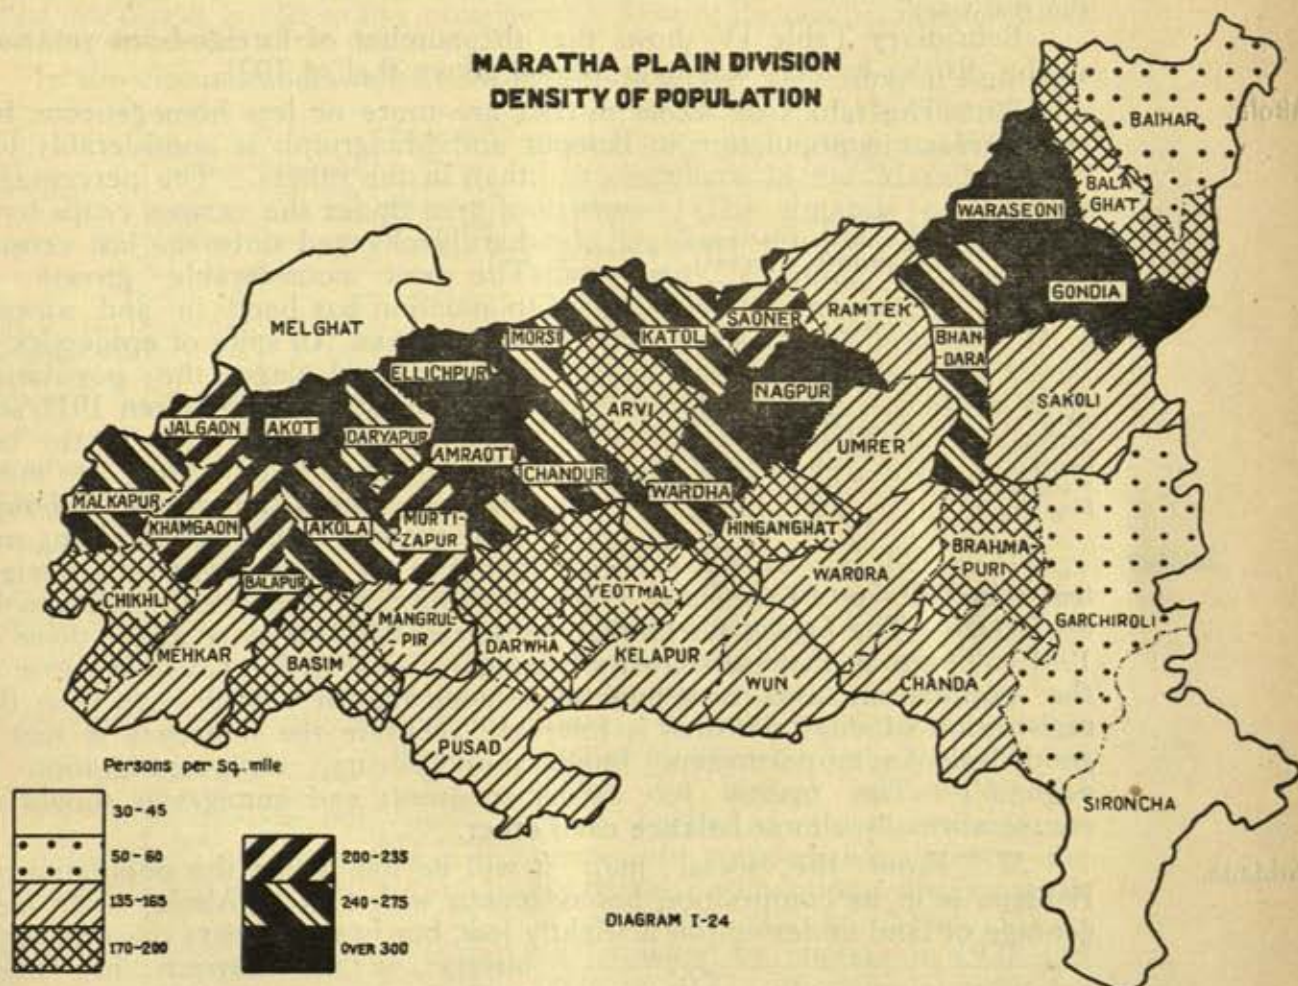 MARATHA PLAIN DIVISION
DENSITY OF POPULATION
BAIHAR
BALA
GHAT
WARASEONI
GONDIA
MELGHAT
MORSI
KATOL
SAONER
RAMTEK
BHAN-
DARA
ELLICHPUR
ARVI
NAGPUR
SAKOLI
JALGAON
AKOT
DARYAPUR
AMRAOTI
UMRER
CHANDUR
WARDHA
MALKAPUR
KHAMGAON
AKOLA
MURTI-
ZAPUR
HINGANGHAT
BRAHMA-
PURI
BALAPUR
CHIKHLI
YEOTMAL
WARORA
GARCHIROLI
MANGRUL-
PIR
MEHKAR
BASIM
DARWHA
KELAPUR
WUN
CHANDA
PUSAD
SIRONCHA
Persons per Sq. mile
30-45
50-60
135-165
170-200
200-235
240-275
OVER 300
DIAGRAM I-24